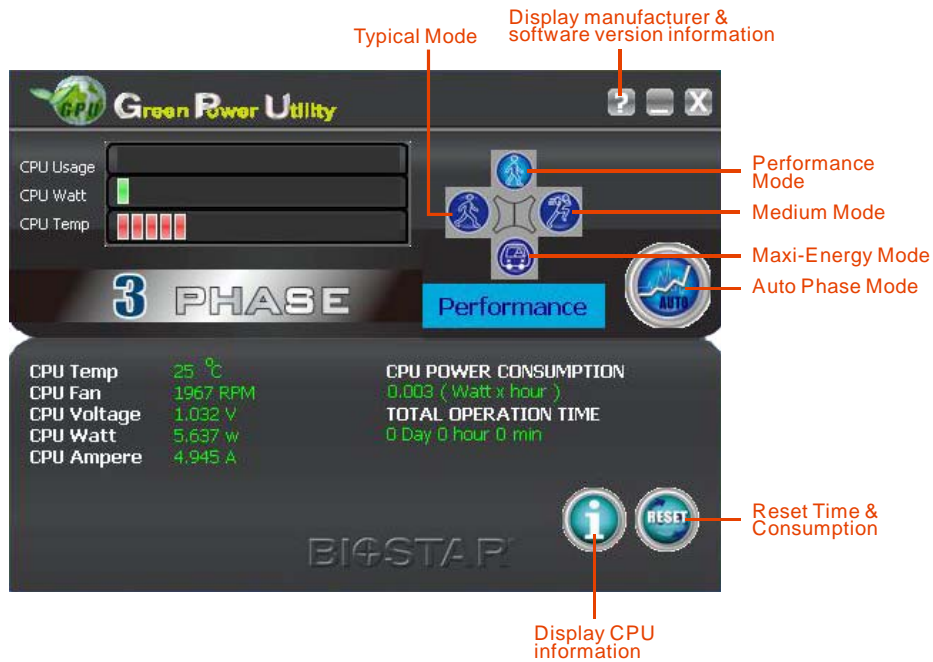 Display manufacturer &
software version information
Typical Mode
GPU
Green Power Utility
?
X
CPU Usage
CPU Watt
CPU Temp
Performance
Mode
Medium Mode
Maxi-Energy Mode
Auto Phase Mode
AUTO
3 PHASE
Performance
CPU Temp 25 °C
CPU Fan 1967 RPM
CPU Voltage 1.032 V
CPU Watt 5.637 w
CPU Ampere 4.945 A
CPU POWER CONSUMPTION
0.003 ( Watt x hour )
TOTAL OPERATION TIME
0 Day 0 hour 0 min
i
RESET
Reset Time &
Consumption
BIOSTAR
Display CPU
information